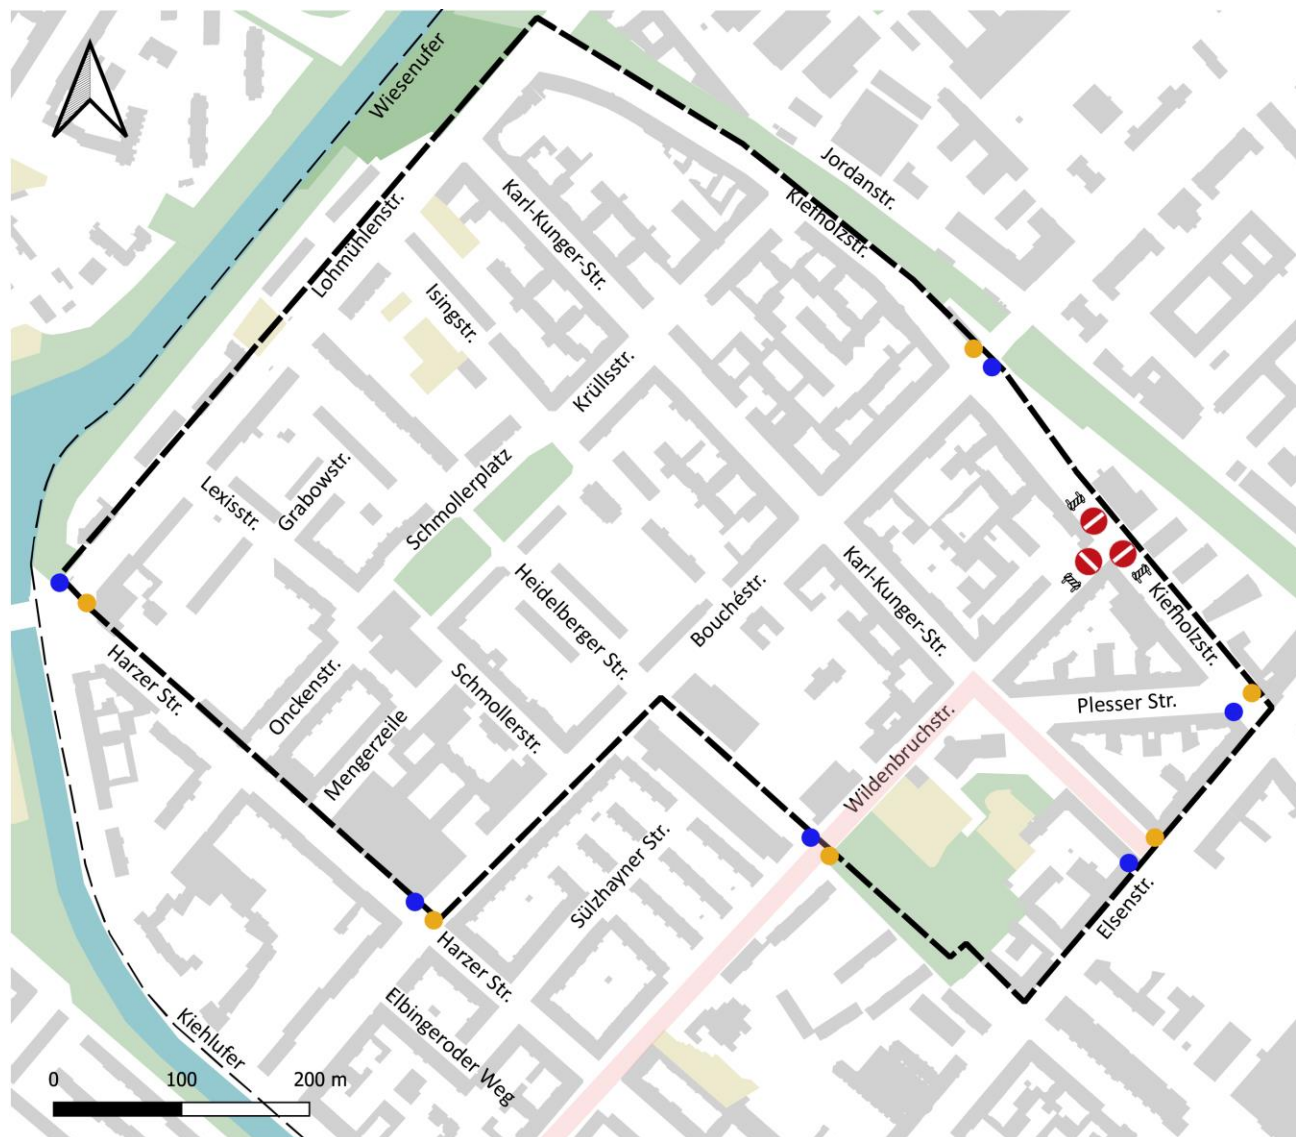 Wiesenufer
Jordanstr.
Kiefholzstr.
Karl-Kunger-Str.
Lohmühlenstr.
Isingstr.
Krüllsstr.
Schmollerplatz
Grabowstr.
Lexisstr.
Heidelberger Str.
Bouchéstr.
Karl-Kunger-Str.
Kiefholzstr.
Harzer Str.
Onckenstr.
Schmollerstr.
Mengerzeile
Plesser Str.
Wildenbruchstr.
Sülzhayner Str.
Elsenstr.
Harzer Str.
Elbingeroder Weg
Kiehlufer
0 100 200 m